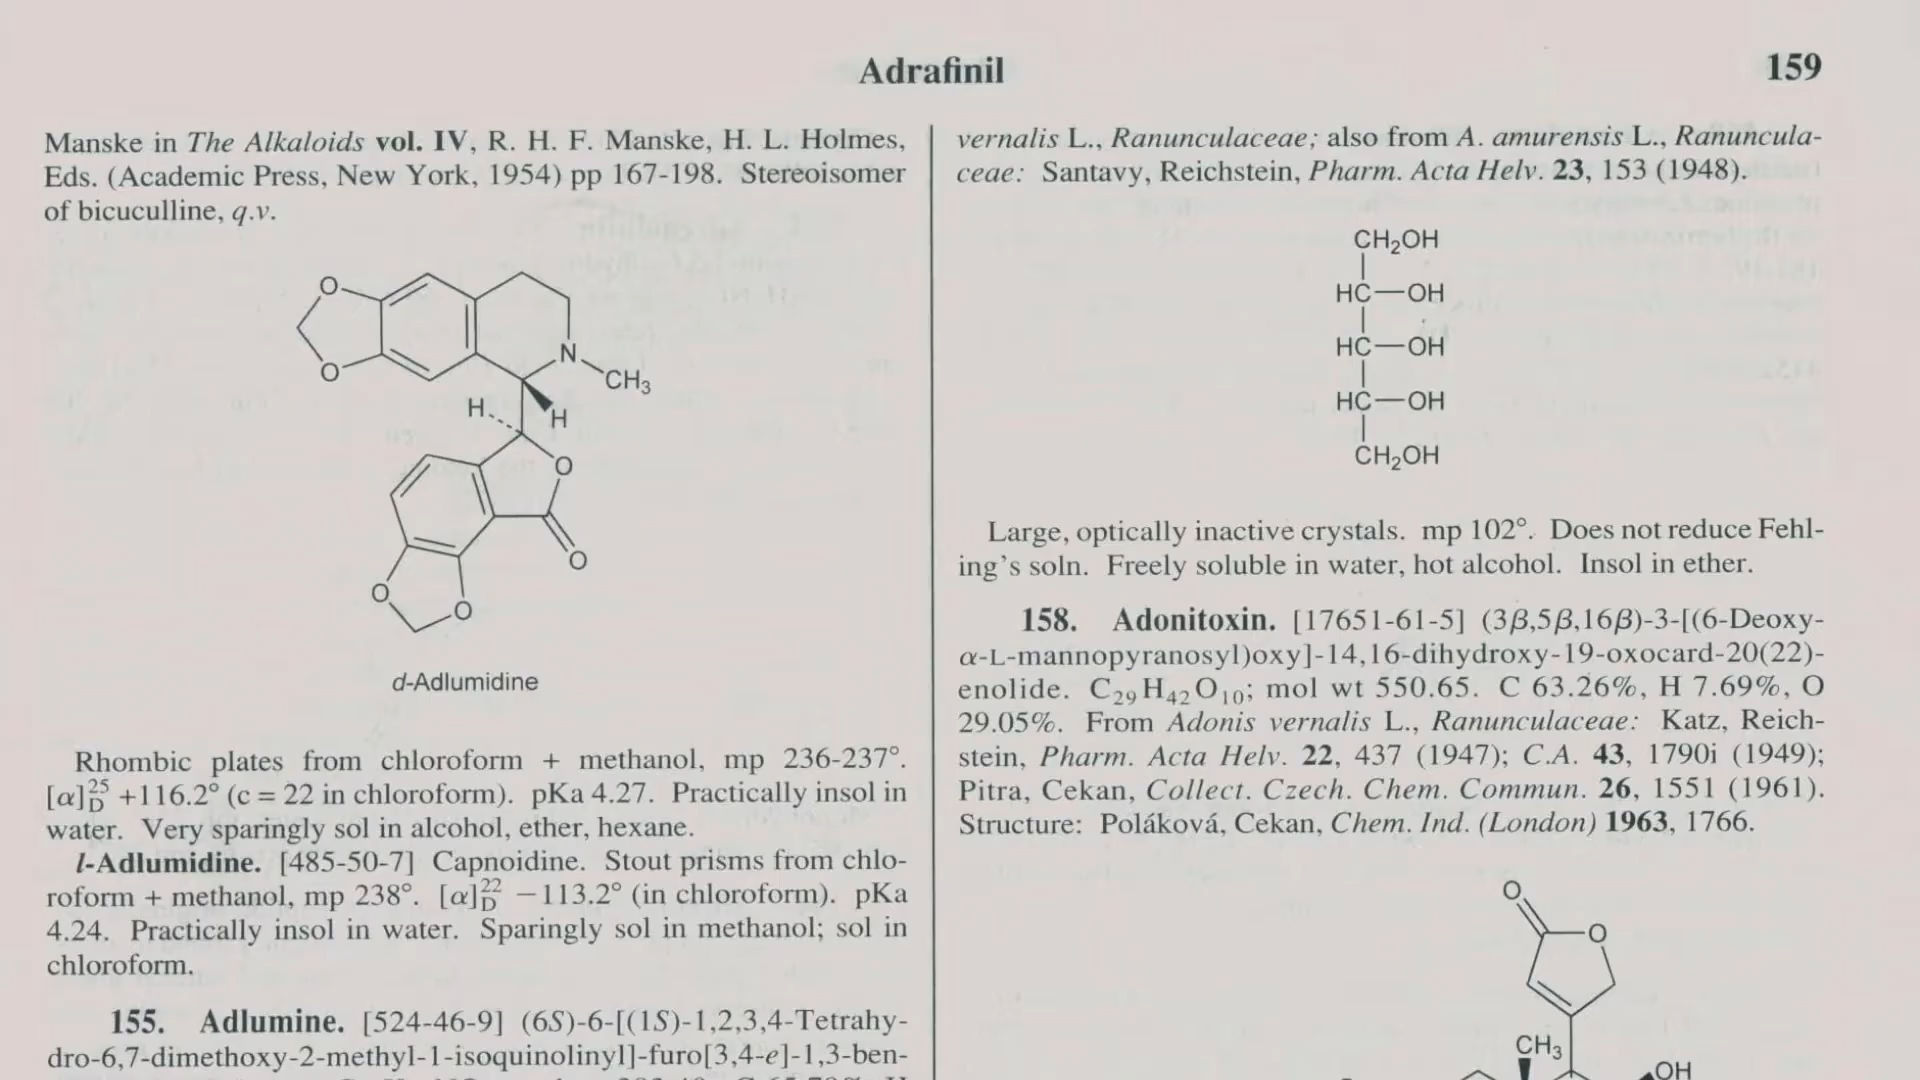 Adrafinil
159
Manske in The Alkaloids vol. IV, R. H. F. Manske, H. L. Holmes,
Eds. (Academic Press, New York, 1954) pp 167-198. Stereoisomer
of bicuculline, q.v.
O
O
N
CH3
H
H
O
O
O
O
d-Adlumidine
Rhombic plates from chloroform + methanol, mp 236-237°.
[α]25D +116.2° (c = 22 in chloroform). pKa 4.27. Practically insol in
water. Very sparingly sol in alcohol, ether, hexane.
l-Adlumidine. [485-50-7] Capnoidine. Stout prisms from chlo-
roform + methanol, mp 238°. [α]22D −113.2° (in chloroform). pKa
4.24. Practically insol in water. Sparingly sol in methanol; sol in
chloroform.
155. Adlumine. [524-46-9] (6S)-6-[(1S)-1,2,3,4-Tetrahy-
dro-6,7-dimethoxy-2-methyl-1-isoquinolinyl]-furo[3,4-e]-1,3-ben-
vernalis L., Ranunculaceae; also from A. amurensis L., Ranuncula-
ceae: Santavy, Reichstein, Pharm. Acta Helv. 23, 153 (1948).
CH2OH
HC—OH
HC—OH
HC—OH
CH2OH
Large, optically inactive crystals. mp 102°. Does not reduce Fehl-
ing's soln. Freely soluble in water, hot alcohol. Insol in ether.
158. Adonitoxin. [17651-61-5] (3β,5β,16β)-3-[(6-Deoxy-
α-L-mannopyranosyl)oxy]-14,16-dihydroxy-19-oxocard-20(22)-
enolide. C29H42O10; mol wt 550.65. C 63.26%, H 7.69%, O
29.05%. From Adonis vernalis L., Ranunculaceae: Katz, Reich-
stein, Pharm. Acta Helv. 22, 437 (1947); C.A. 43, 1790i (1949);
Pitra, Cekan, Collect. Czech. Chem. Commun. 26, 1551 (1961).
Structure: Poláková, Cekan, Chem. Ind. (London) 1963, 1766.
O
O
CH3
OH